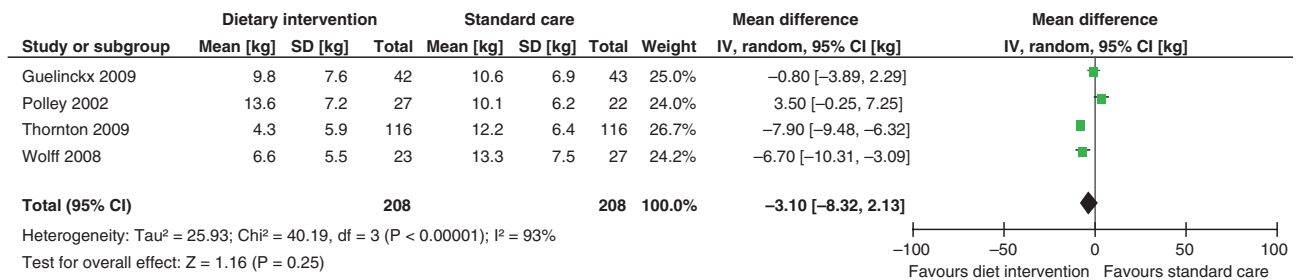 Dietary intervention Standard care Mean difference Mean difference
Study or subgroup Mean [kg] SD [kg] Total Mean [kg] SD [kg] Total Weight IV, random, 95% CI [kg] IV, random, 95% CI [kg]
Guelinckx 2009 9.8 7.6 42 10.6 6.9 43 25.0% –0.80 [–3.89, 2.29]
Polley 2002 13.6 7.2 27 10.1 6.2 22 24.0% 3.50 [–0.25, 7.25]
Thornton 2009 4.3 5.9 116 12.2 6.4 116 26.7% –7.90 [–9.48, –6.32]
Wolff 2008 6.6 5.5 23 13.3 7.5 27 24.2% –6.70 [–10.31, –3.09]
Total (95% CI) 208 208 100.0% –3.10 [–8.32, 2.13]
Heterogeneity: Tau² = 25.93; Chi² = 40.19, df = 3 (P < 0.00001); I² = 93%
Test for overall effect: Z = 1.16 (P = 0.25)
–100 –50 0 50 100
Favours diet intervention Favours standard care